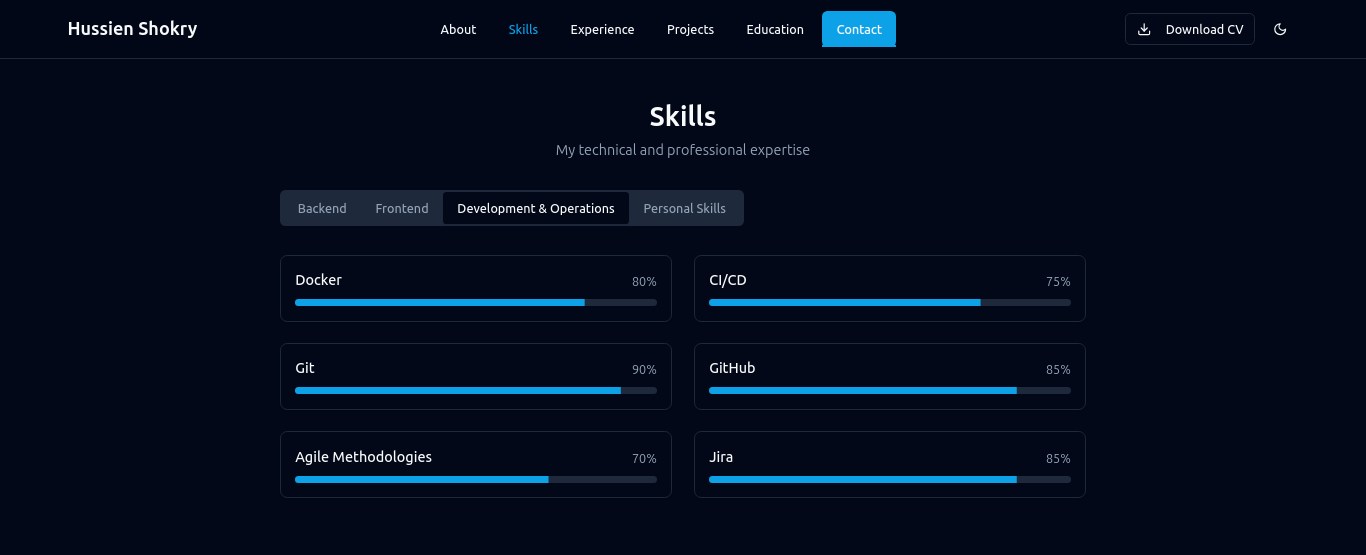 Hussien Shokry
About Skills Experience Projects Education Contact
Download CV
Skills
My technical and professional expertise
Backend Frontend Development & Operations Personal Skills
Docker 80%
CI/CD 75%
Git 90%
GitHub 85%
Agile Methodologies 70%
Jira 85%